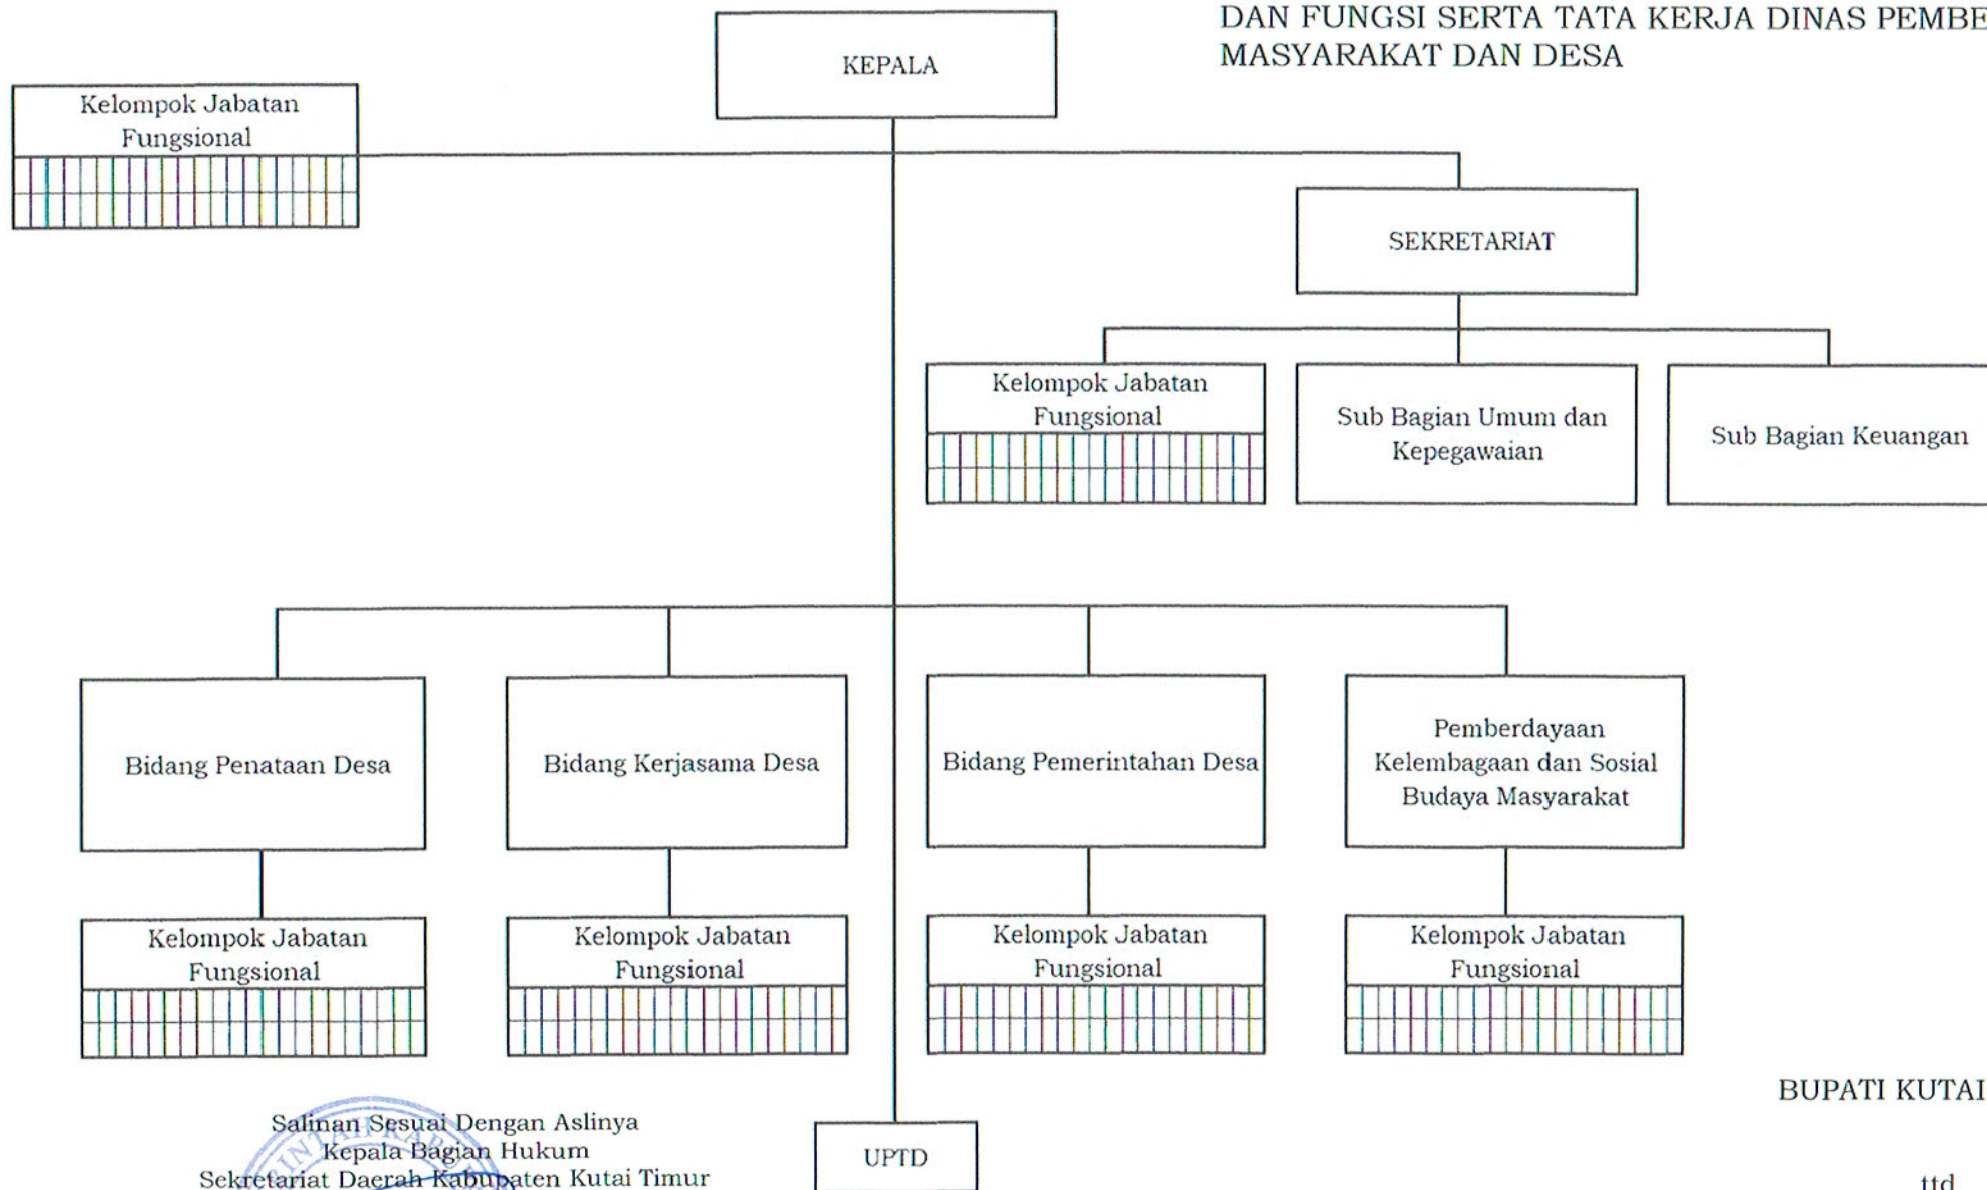 DAN FUNGSI SERTA TATA KERJA DINAS PEMBE
MASYARAKAT DAN DESA
KEPALA
Kelompok Jabatan
Fungsional
SEKRETARIAT
Kelompok Jabatan
Fungsional
Sub Bagian Umum dan
Kepegawaian
Sub Bagian Keuangan
Bidang Penataan Desa
Bidang Kerjasama Desa
Bidang Pemerintahan Desa
Pemberdayaan
Kelembagaan dan Sosial
Budaya Masyarakat
Kelompok Jabatan
Fungsional
Kelompok Jabatan
Fungsional
Kelompok Jabatan
Fungsional
Kelompok Jabatan
Fungsional
BUPATI KUTAI
Salinan Sesuai Dengan Aslinya
Kepala Bagian Hukum
Sekretariat Daerah Kabupaten Kutai Timur
UPTD
ttd